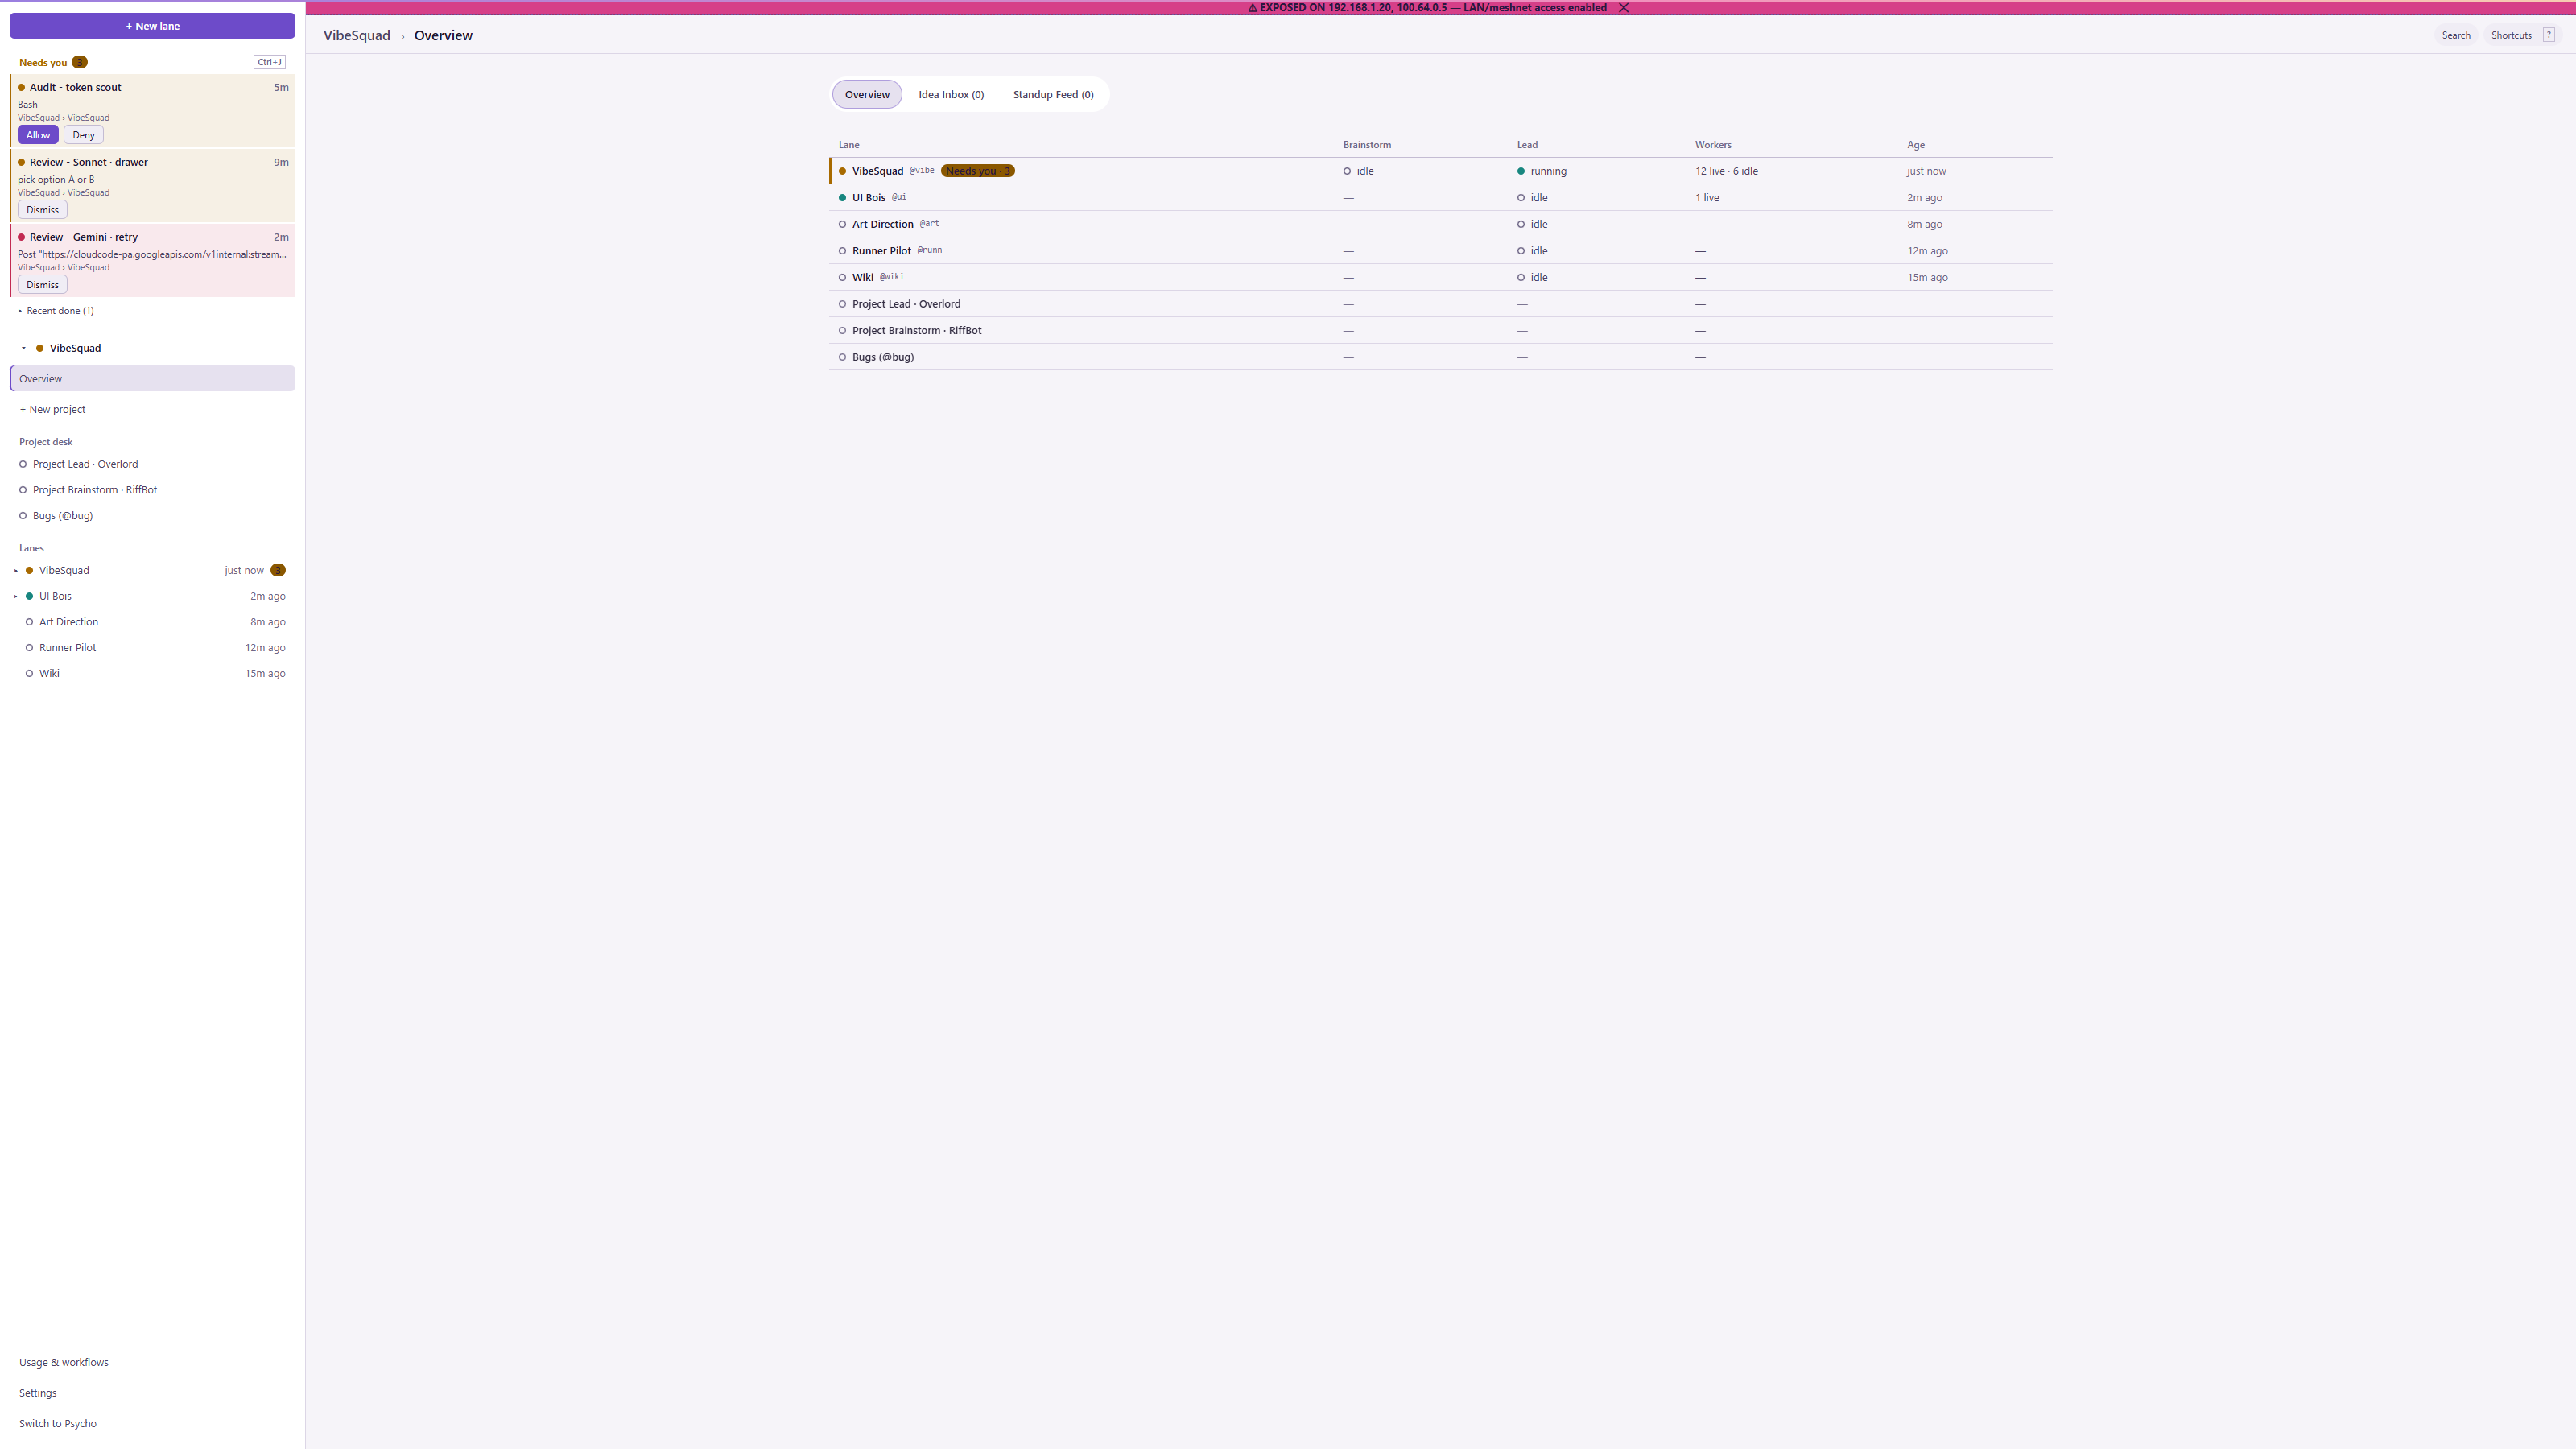 ⚠ EXPOSED ON 192.168.1.20, 100.64.0.5 — LAN/meshnet access enabled ✕
+ New lane
Needs you 3 Ctrl+J
Audit - token scout 5m
Bash
VibeSquad › VibeSquad
Allow Deny
Review - Sonnet · drawer 9m
pick option A or B
VibeSquad › VibeSquad
Dismiss
Review - Gemini · retry 2m
Post "https://cloudcode-pa.googleapis.com/v1internal:stream...
VibeSquad › VibeSquad
Dismiss
Recent done (1)
VibeSquad
Overview
+ New project
Project desk
Project Lead · Overlord
Project Brainstorm · RiffBot
Bugs (@bug)
Lanes
VibeSquad just now 3
UI Bois 2m ago
Art Direction 8m ago
Runner Pilot 12m ago
Wiki 15m ago
Usage & workflows
Settings
Switch to Psycho
VibeSquad › Overview
Search Shortcuts ?
Overview Idea Inbox (0) Standup Feed (0)
Lane Brainstorm Lead Workers Age
VibeSquad @vibe Needs you · 3 idle running 12 live · 6 idle just now
UI Bois @ui — idle 1 live 2m ago
Art Direction @art — idle — 8m ago
Runner Pilot @runn — idle — 12m ago
Wiki @wiki — idle — 15m ago
Project Lead · Overlord — — —
Project Brainstorm · RiffBot — — —
Bugs (@bug) — — —